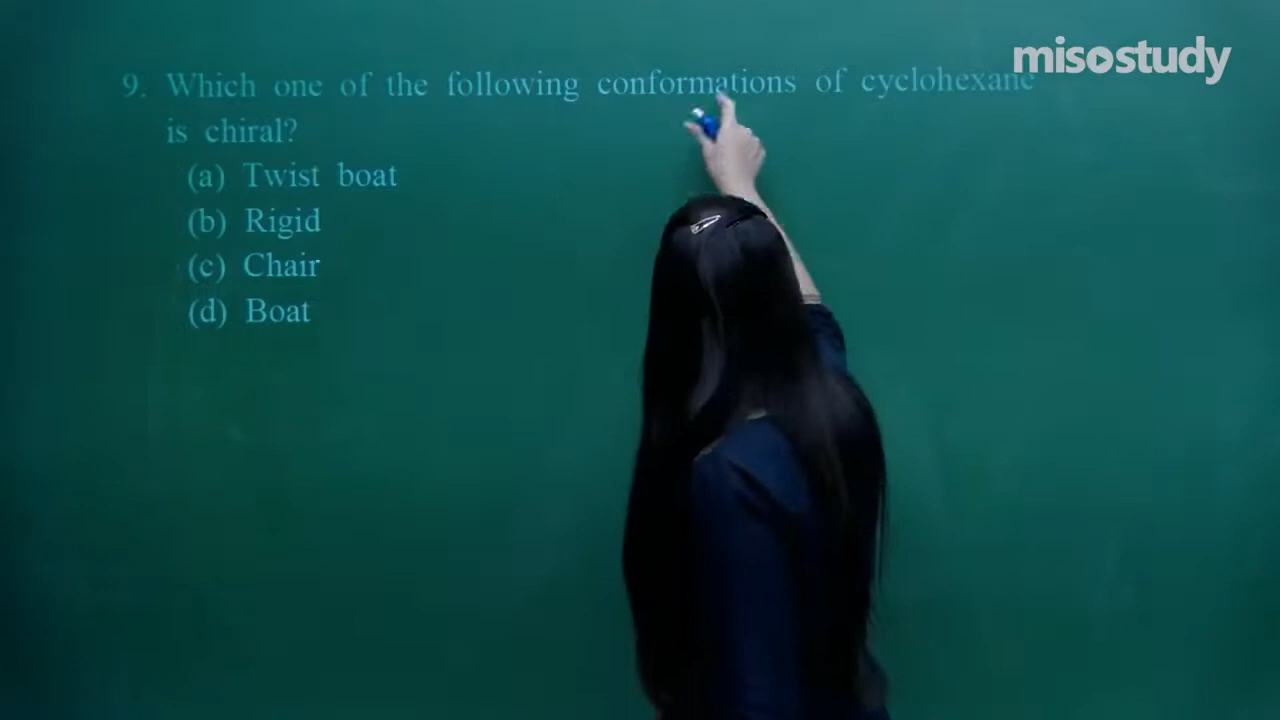 misostudy
9. Which one of the following conformations of cyclohexane
is chiral?
(a) Twist boat
(b) Rigid
(c) Chair
(d) Boat